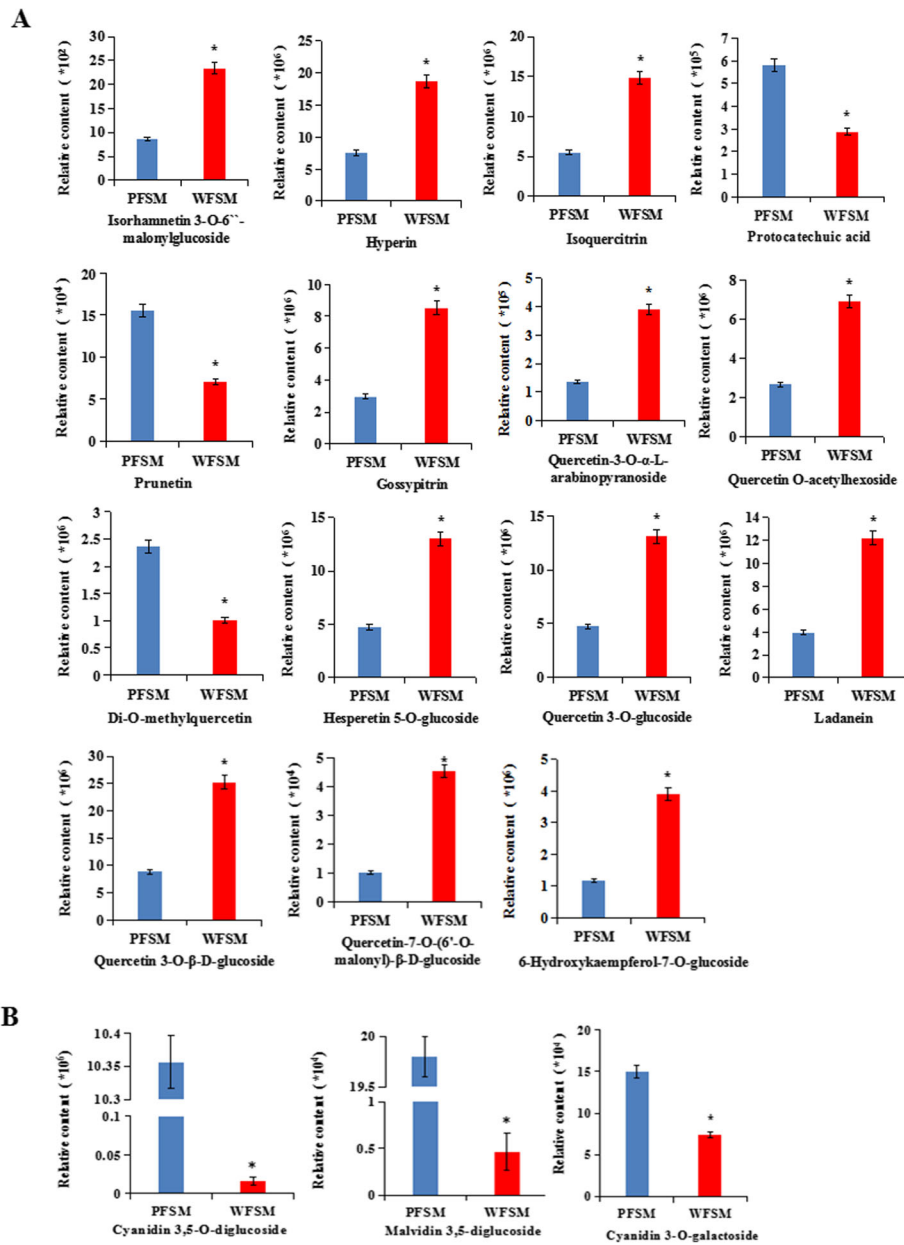 A
Relative content ( *10²)
30
25
20
15
10
5
0
*
PFSM WFSM
Isorhamnetin 3-O-6``-
malonylglucoside
Relative content ( *10⁶)
25
20
15
10
5
0
*
PFSM WFSM
Hyperin
Relative content ( *10⁶)
20
15
10
5
0
*
PFSM WFSM
Isoquercitrin
Relative content ( *10⁵)
8
7
6
5
4
3
2
1
0
*
PFSM WFSM
Protocatechuic acid
Relative content ( *10⁴)
20
15
10
5
0
*
PFSM WFSM
Prunetin
Relative content ( *10⁶)
10
8
6
4
2
0
*
PFSM WFSM
Gossypitrin
Relative content ( *10⁵)
5
4
3
2
1
0
*
PFSM WFSM
Quercetin-3-O-α-L-
arabinopyranoside
Relative content ( *10⁶)
8
6
4
2
0
*
PFSM WFSM
Quercetin O-acetylhexoside
Relative content ( *10⁶)
3
2.5
2
1.5
1
0.5
0
*
PFSM WFSM
Di-O-methylquercetin
Relative content ( *10⁶)
15
10
5
0
*
PFSM WFSM
Hesperetin 5-O-glucoside
Relative content ( *10⁶)
15
10
5
0
*
PFSM WFSM
Quercetin 3-O-glucoside
Relative content ( *10⁶)
14
12
10
8
6
4
2
0
*
PFSM WFSM
Ladanein
Relative content ( *10⁶)
30
25
20
15
10
5
0
*
PFSM WFSM
Quercetin 3-O-β-D-glucoside
Relative content ( *10⁴)
5
4
3
2
1
0
*
PFSM WFSM
Quercetin-7-O-(6'-O-
malonyl)-β-D-glucoside
Relative content ( *10⁶)
5
4
3
2
1
0
*
PFSM WFSM
6-Hydroxykaempferol-7-O-glucoside
B
Relative content (*10⁶)
10.4
10.35
10.3
0.1
0.05
0
*
PFSM WFSM
Cyanidin 3,5-O-diglucoside
Relative content (*10⁴)
20
19.5
1
0.5
0
*
PFSM WFSM
Malvidin 3,5-diglucoside
Relative content ( *10⁴)
20
15
10
5
0
*
PFSM WFSM
Cyanidin 3-O-galactoside